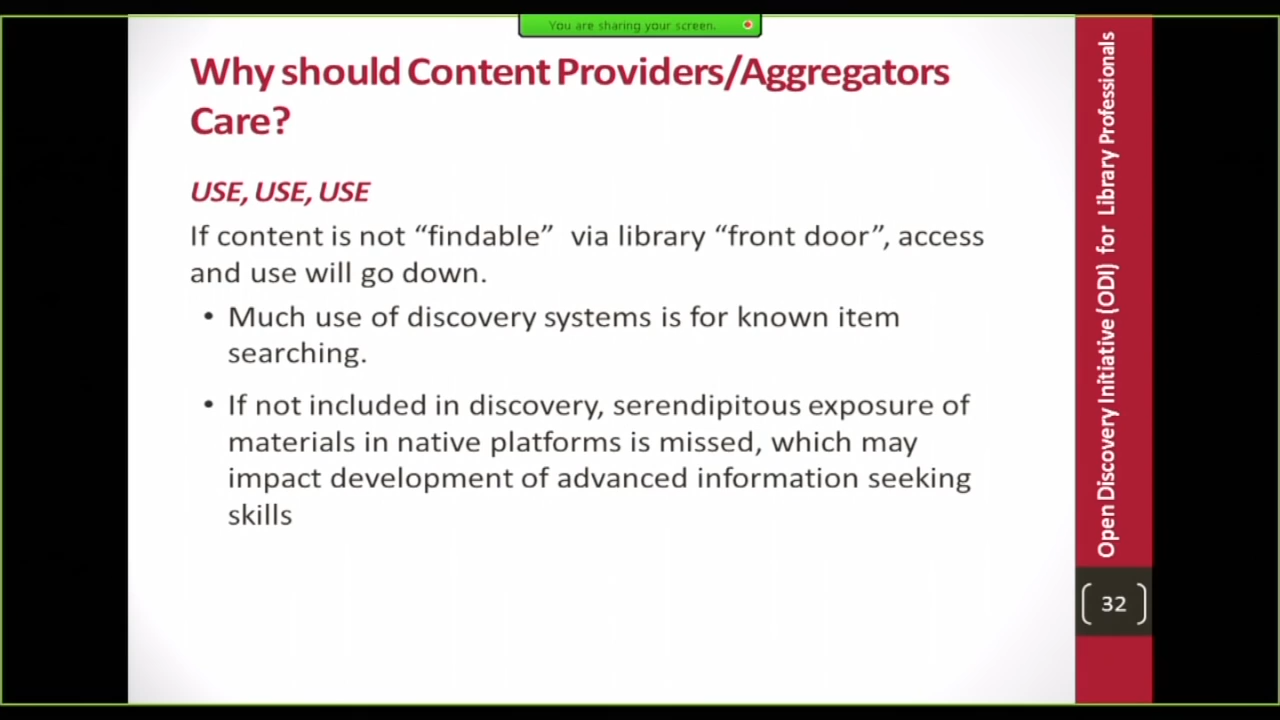 You are sharing your screen.
Why should Content Providers/Aggregators
Care?
USE, USE, USE
If content is not “findable” via library “front door”, access
and use will go down.
• Much use of discovery systems is for known item
searching.
• If not included in discovery, serendipitous exposure of
materials in native platforms is missed, which may
impact development of advanced information seeking
skills
Open Discovery Initiative (ODI) for Library Professionals
32